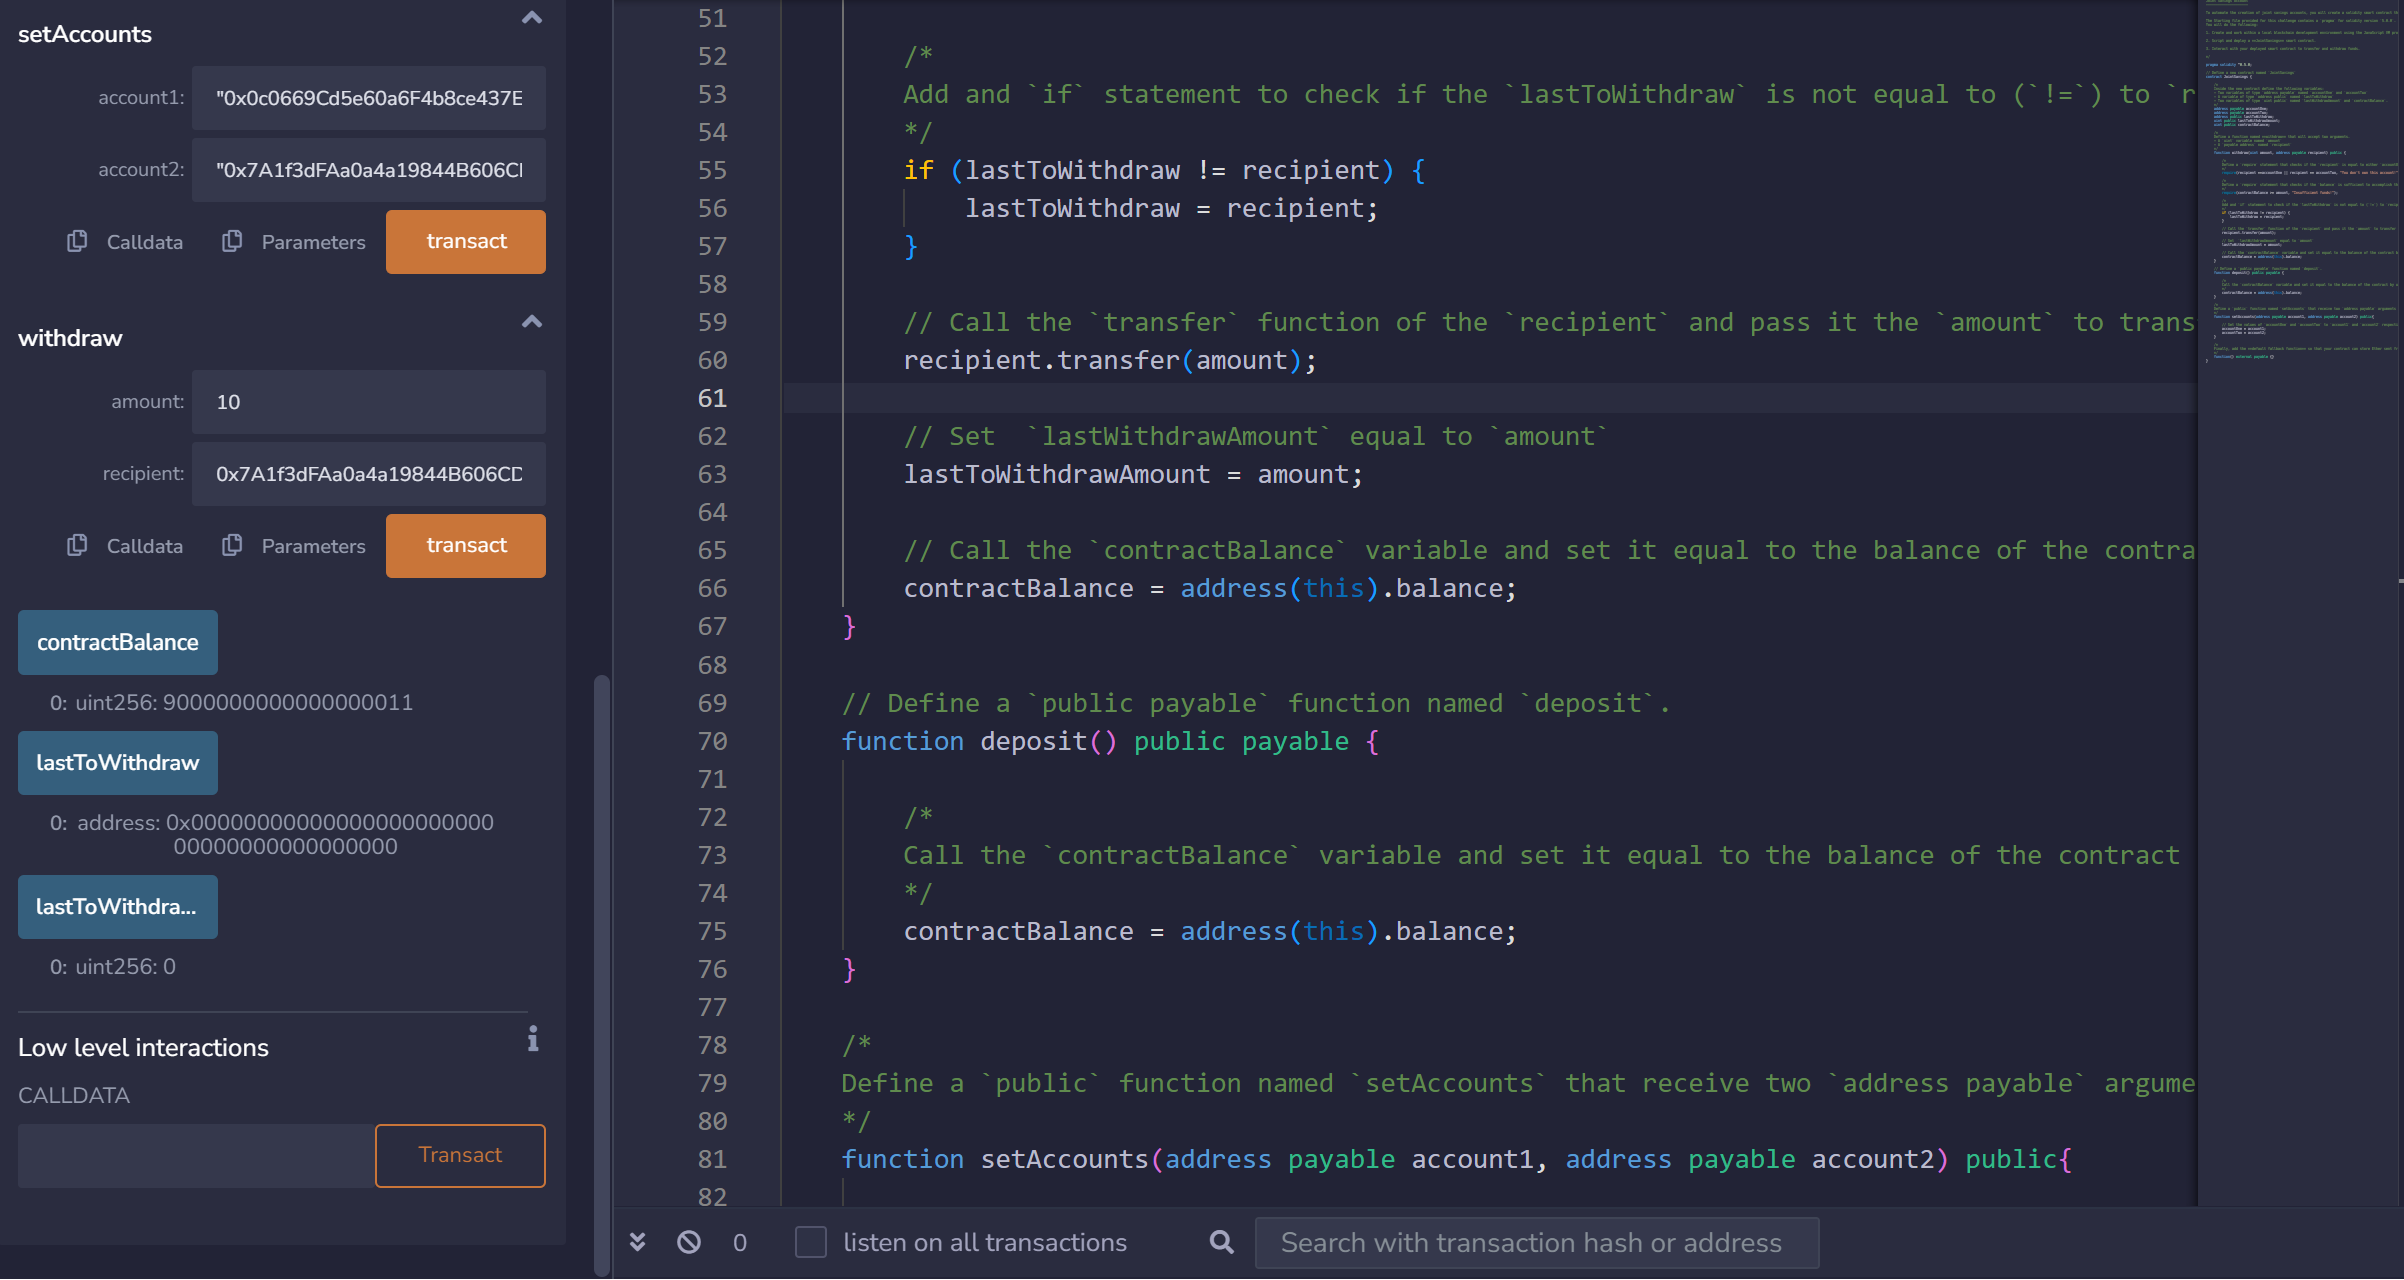 setAccounts
account1: "0x0c0669Cd5e60a6F4b8ce437E
account2: "0x7A1f3dFAa0a4a19844B606CI
Calldata Parameters transact
withdraw
amount: 10
recipient: 0x7A1f3dFAa0a4a19844B606CD
Calldata Parameters transact
contractBalance
0: uint256: 9000000000000000011
lastToWithdraw
0: address: 0x00000000000000000000000
00000000000000000
lastToWithdra...
0: uint256: 0
Low level interactions
CALLDATA
Transact
51
52 /*
53 Add and `if` statement to check if the `lastToWithdraw` is not equal to (`!=`) to `r
54 */
55 if (lastToWithdraw != recipient) {
56 lastToWithdraw = recipient;
57 }
58
59 // Call the `transfer` function of the `recipient` and pass it the `amount` to trans
60 recipient.transfer(amount);
61
62 // Set  `lastWithdrawAmount` equal to `amount`
63 lastToWithdrawAmount = amount;
64
65 // Call the `contractBalance` variable and set it equal to the balance of the contra
66 contractBalance = address(this).balance;
67 }
68
69 // Define a `public payable` function named `deposit`.
70 function deposit() public payable {
71
72 /*
73 Call the `contractBalance` variable and set it equal to the balance of the contract
74 */
75 contractBalance = address(this).balance;
76 }
77
78 /*
79 Define a `public` function named `setAccounts` that receive two `address payable` argume
80 */
81 function setAccounts(address payable account1, address payable account2) public{
82
0 listen on all transactions Search with transaction hash or address